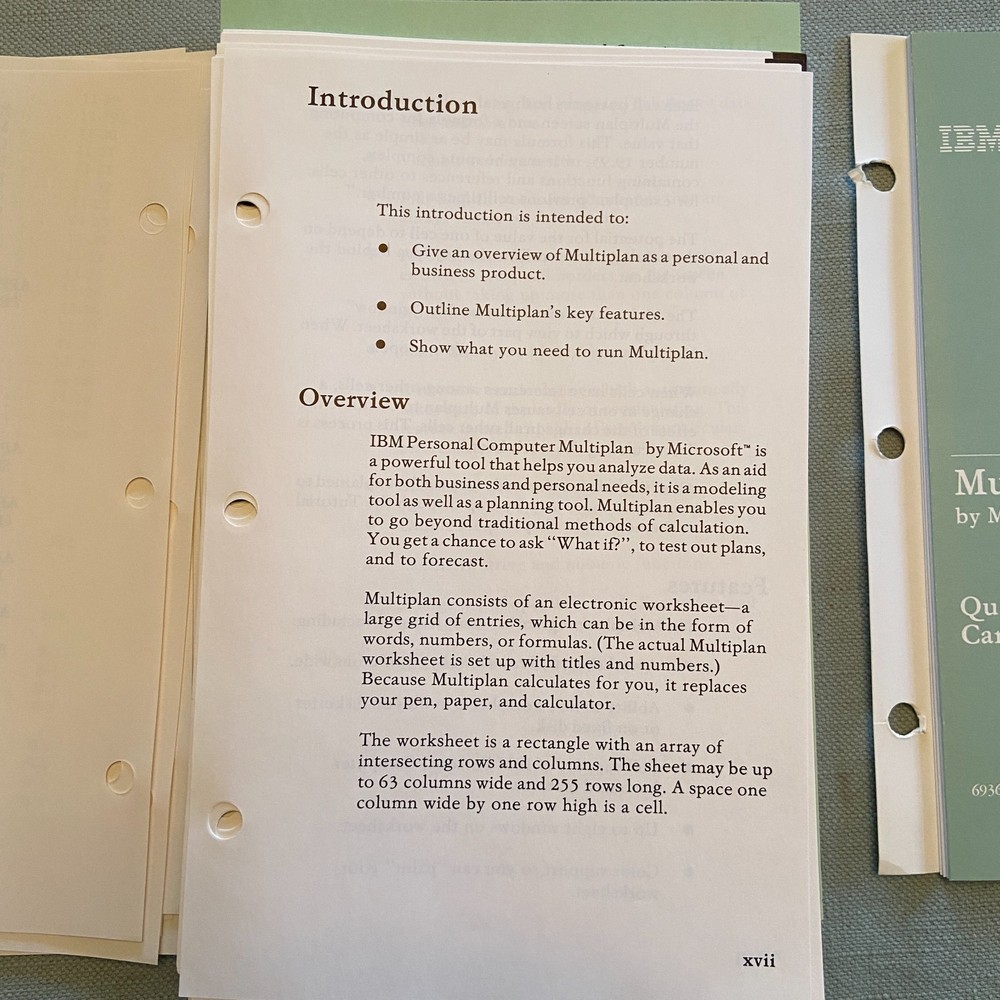 Introduction
This introduction is intended to:
● Give an overview of Multiplan as a personal and
business product.
● Outline Multiplan's key features.
● Show what you need to run Multiplan.
Overview
IBM Personal Computer Multiplan by Microsoft™ is
a powerful tool that helps you analyze data. As an aid
for both business and personal needs, it is a modeling
tool as well as a planning tool. Multiplan enables you
to go beyond traditional methods of calculation.
You get a chance to ask “What if?”, to test out plans,
and to forecast.
Multiplan consists of an electronic worksheet—a
large grid of entries, which can be in the form of
words, numbers, or formulas. (The actual Multiplan
worksheet is set up with titles and numbers.)
Because Multiplan calculates for you, it replaces
your pen, paper, and calculator.
The worksheet is a rectangle with an array of
intersecting rows and columns. The sheet may be up
to 63 columns wide and 255 rows long. A space one
column wide by one row high is a cell.
xvii
IBM
Mu
by M
Qu
Car
6936